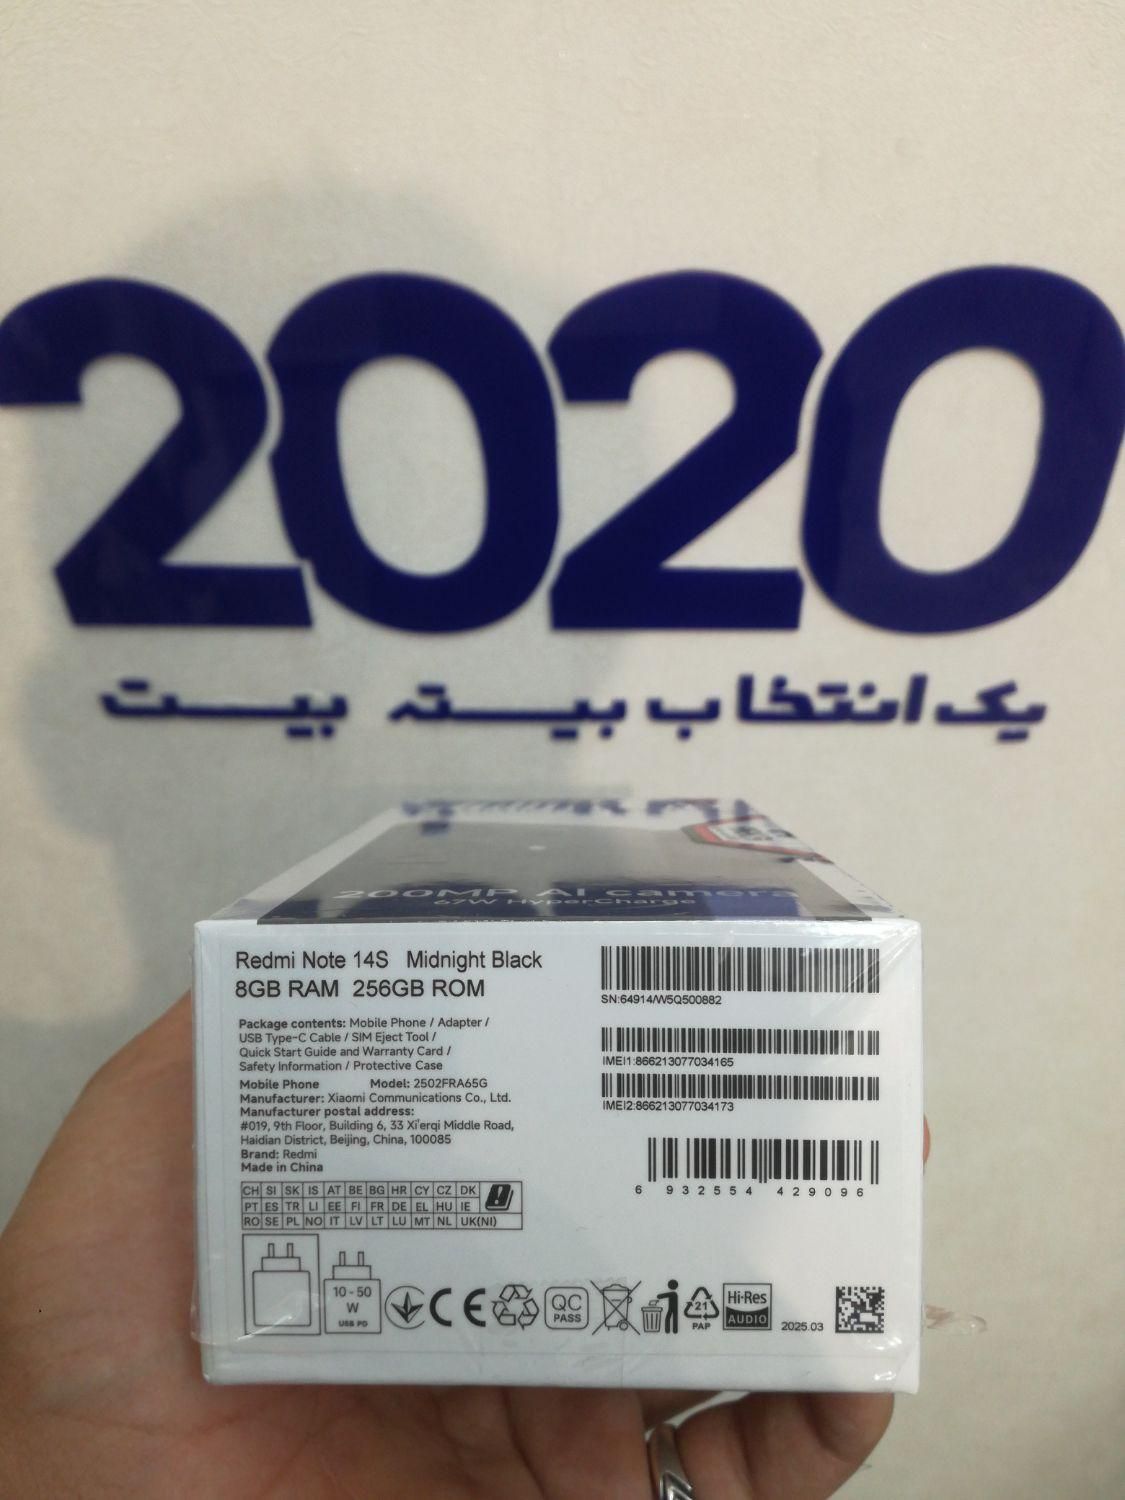 2020
یک انتخاب بیسته بیست
200MP AI camera
67W HyperCharge
Redmi Note 14S Midnight Black
8GB RAM 256GB ROM
Package contents: Mobile Phone / Adapter /
USB Type-C Cable / SIM Eject Tool /
Quick Start Guide and Warranty Card /
Safety Information / Protective Case
Mobile Phone Model: 2502FRA65G
Manufacturer: Xiaomi Communications Co., Ltd.
Manufacturer postal address:
#019, 9th Floor, Building 6, 33 Xi'erqi Middle Road,
Haidian District, Beijing, China, 100085
Brand: Redmi
Made in China
CH SI SK IS AT BE BG HR CY CZ DK
PT ES TR LI EE FI FR DE EL HU IE
RO SE PL NO IT LV LT LU MT NL UK(NI)
SN:64914/W5Q500882
IMEI1:866213077034165
IMEI2:866213077034173
6 932554 429096
10 - 50
W
USB PD
CE
QC
PASS
21
PAP
Hi-Res
AUDIO
2025.03